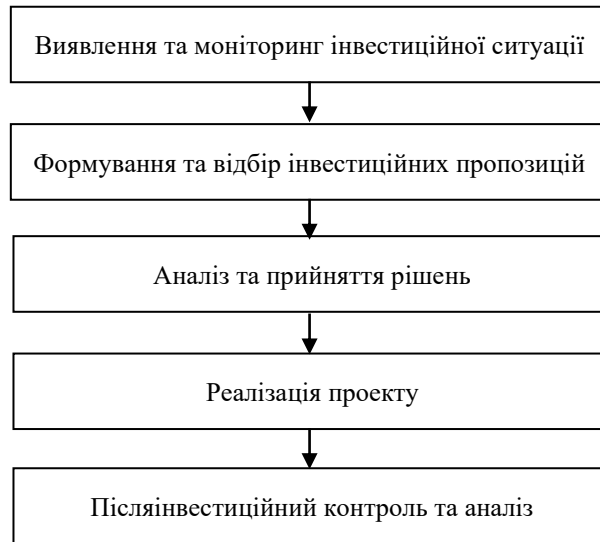 Виявлення та моніторинг інвестиційної ситуації
Формування та відбір інвестиційних пропозицій
Аналіз та прийняття рішень
Реалізація проекту
Післяінвестиційний контроль та аналіз